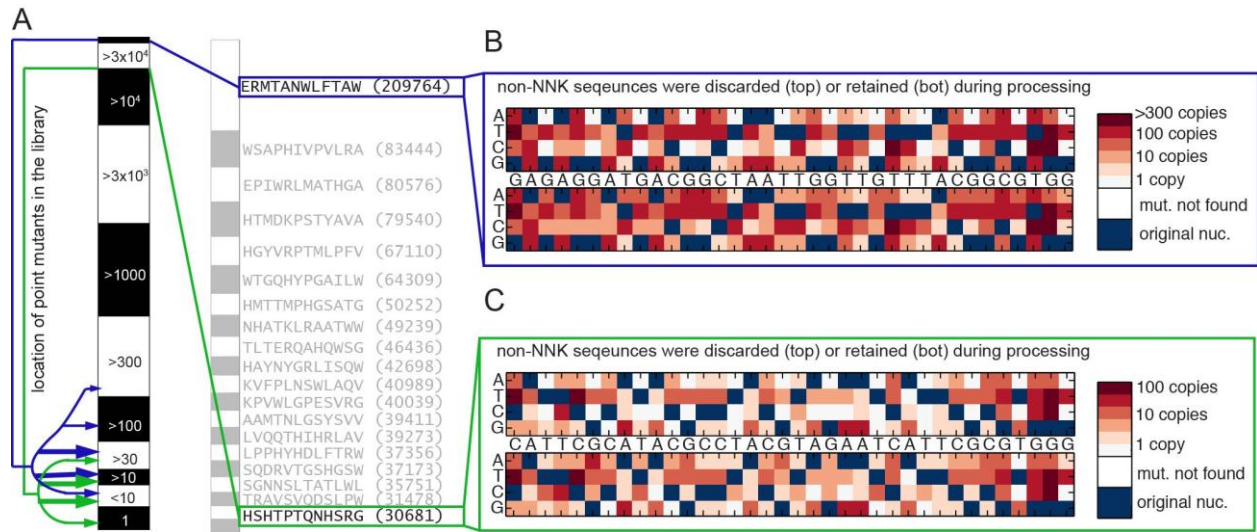 A
location of point mutants in the library
>3x10⁴
>10⁴
>3x10³
>1000
>300
>100
>30
>10
<10
1
ERMTANWLFTAW (209764)
WSAPHIVPVLRA (83444)
EPIWRLMATHGA (80576)
HTMDKPSTYAVA (79540)
HGYVRPTMLPFV (67110)
WTGQHYPGAILW (64309)
HMTTMPHGSATG (50252)
NHATKLRAATWW (49239)
TLTERQAHQWSG (46436)
HAYNYGRLISQW (42698)
KVFPLNSWLAQV (40989)
KPVWLGPESVRG (40039)
AAMTNLGSYSVV (39411)
LVQQTHIHRLAV (39273)
LPPHYHDLFTRW (37356)
SQDRVTGSHGSW (37173)
SGNNSLTATLWL (35751)
TRAVSVQDSLPW (31478)
HSHTPTQNHSRG (30681)
B
non-NNK seqeunces were discarded (top) or retained (bot) during processing
A
T
C
G
GAGAGGATGACGGCTAATTGGTTGTTTACGGCGTGG
A
T
C
G
>300 copies
100 copies
10 copies
1 copy
mut. not found
original nuc.
C
non-NNK seqeunces were discarded (top) or retained (bot) during processing
A
T
C
G
CATTCGCATACGCCTACGTAGAATCATTCGCGTGGG
A
T
C
G
100 copies
10 copies
1 copy
mut. not found
original nuc.